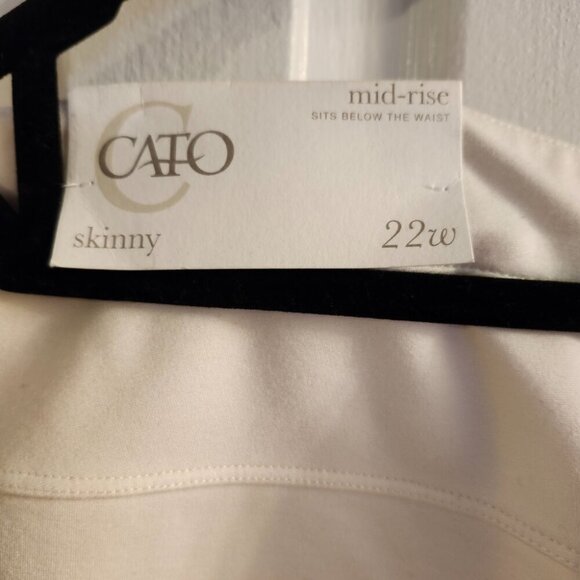 mid-rise
SITS BELOW THE WAIST
C
CATO
skinny
22w